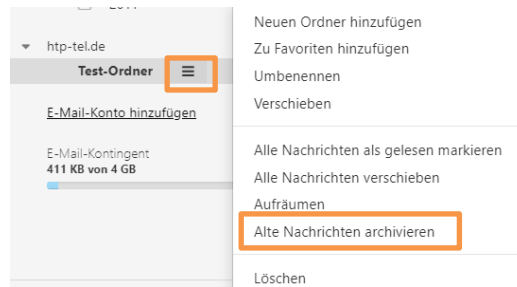 htp-tel.de
Test-Ordner
E-Mail-Konto hinzufügen
E-Mail-Kontingent
411 KB von 4 GB
Neuen Ordner hinzufügen
Zu Favoriten hinzufügen
Umbenennen
Verschieben
Alle Nachrichten als gelesen markieren
Alle Nachrichten verschieben
Aufräumen
Alte Nachrichten archivieren
Löschen